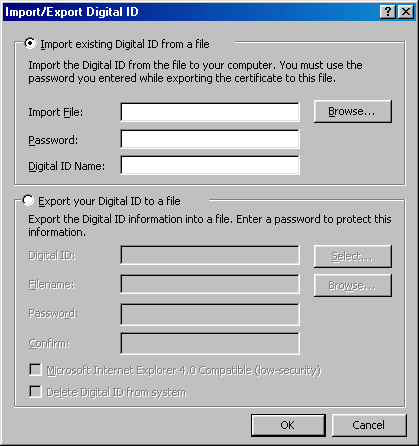 Import/Export Digital ID
Import existing Digital ID from a file
Import the Digital ID from the file to your computer. You must use the
password you entered while exporting the certificate to this file.
Import File:
Browse...
Password:
Digital ID Name:
Export your Digital ID to a file
Export the Digital ID information into a file. Enter a password to protect this
information.
Digital ID:
Select...
Filename:
Browse...
Password:
Confirm:
Microsoft Internet Explorer 4.0 Compatible (low-security)
Delete Digital ID from system
OK
Cancel